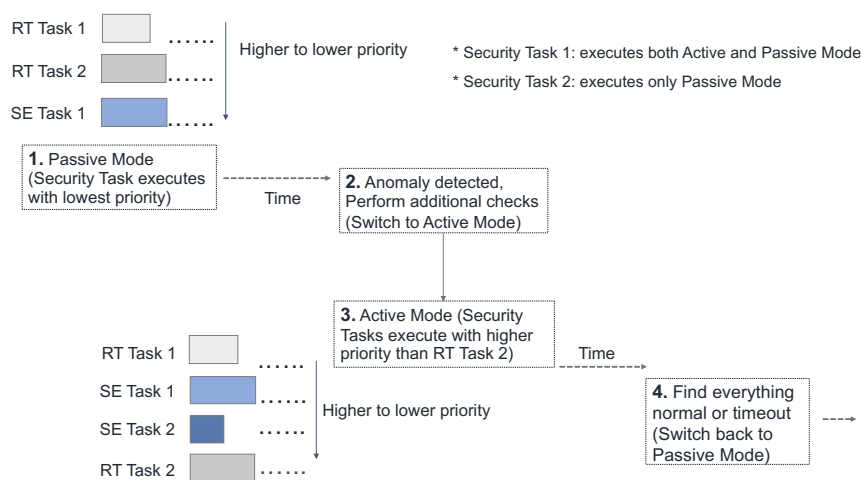 RT Task 1
......
Higher to lower priority
* Security Task 1: executes both Active and Passive Mode
RT Task 2
......
* Security Task 2: executes only Passive Mode
SE Task 1
......
1. Passive Mode
(Security Task executes
with lowest priority)
Time
2. Anomaly detected,
Perform additional checks
(Switch to Active Mode)
3. Active Mode (Security
Tasks execute with higher
priority than RT Task 2)
Time
RT Task 1
......
SE Task 1
......
Higher to lower priority
SE Task 2
......
RT Task 2
......
4. Find everything
normal or timeout
(Switch back to
Passive Mode)